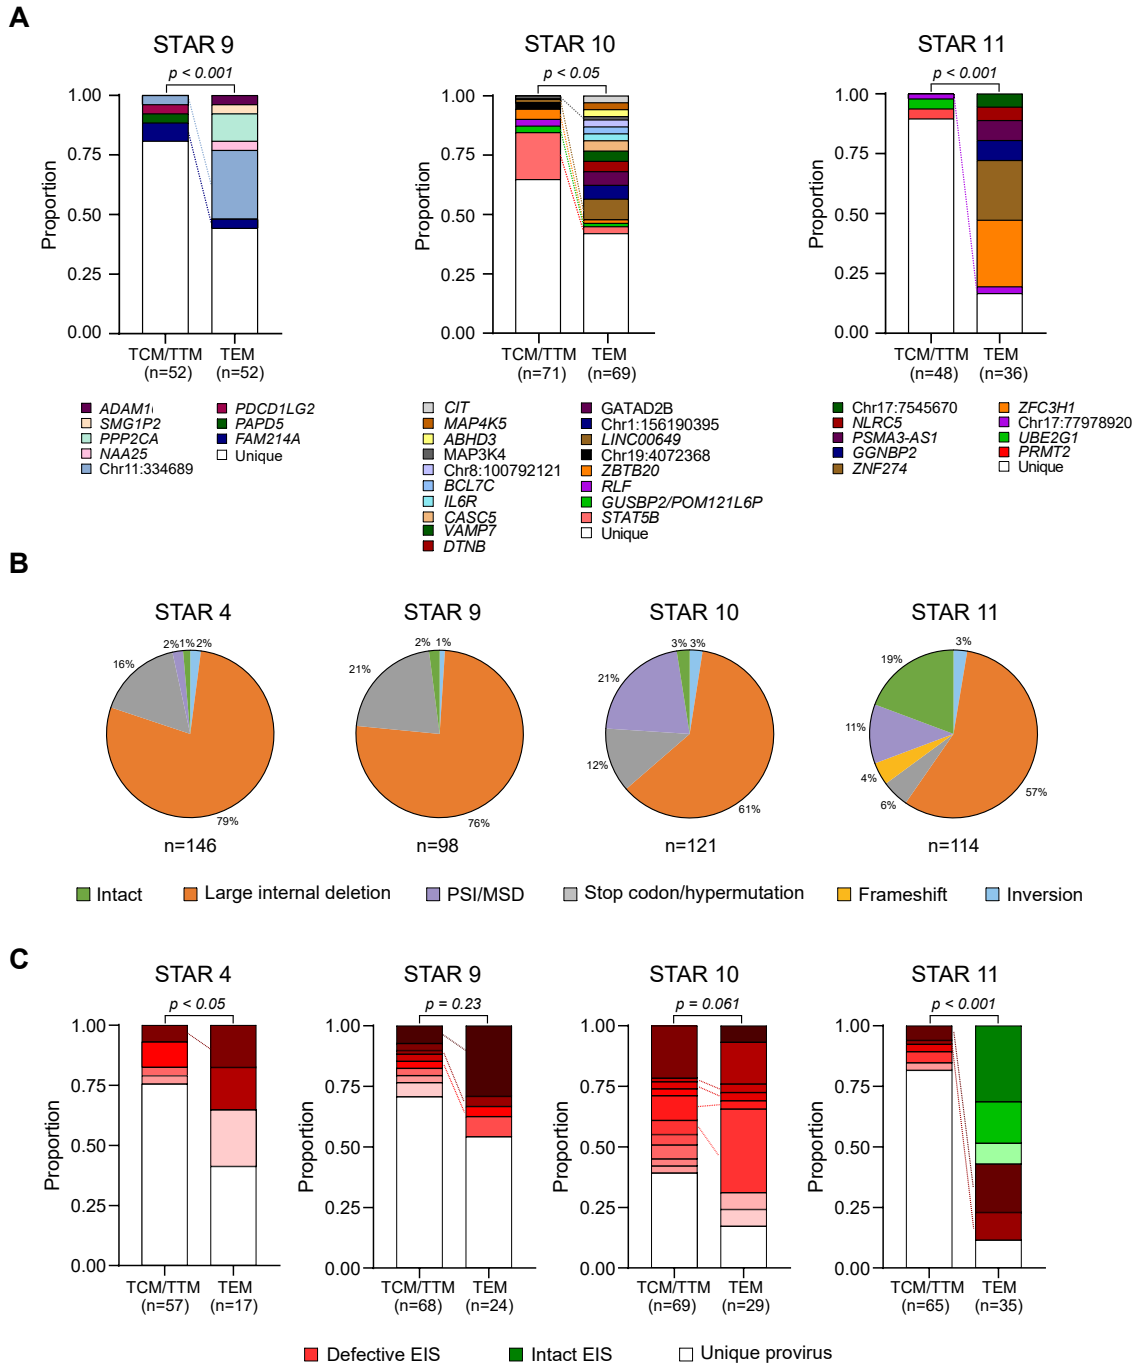 A
STAR 9
STAR 10
STAR 11
p < 0.001
p < 0.05
p < 0.001
Proportion
1.00
0.75
0.50
0.25
0.00
TCM/TTM
(n=52)
TEM
(n=52)
Proportion
1.00
0.75
0.50
0.25
0.00
TCM/TTM
(n=71)
TEM
(n=69)
Proportion
1.00
0.75
0.50
0.25
0.00
TCM/TTM
(n=48)
TEM
(n=36)
SMG1P2
PPP2CA
NAA25
Chr11:334689
PDCD1LG2
PAPD5
FAM214A
Unique
CIT
MAP4K5
ABHD3
MAP3K4
Chr8:100792121
BCL7C
IL6R
CASC5
VAMP7
DTNB
GATAD2B
Chr1:156190395
LINC00649
Chr19:4072368
ZBTB20
RLF
GUSBP2/POM121L6P
STAT5B
Unique
Chr17:7545670
NLRC5
PSMA3-AS1
GGNBP2
ZNF274
ZFC3H1
Chr17:77978920
UBE2G1
PRMT2
Unique
B
STAR 4
STAR 9
STAR 10
STAR 11
2%
1%
2%
16%
79%
n=146
2%
1%
21%
76%
n=98
3%
3%
21%
12%
61%
n=121
3%
19%
11%
4%
6%
57%
n=114
Intact
Large internal deletion
PSI/MSD
Stop codon/hypermutation
Frameshift
Inversion
C
STAR 4
STAR 9
STAR 10
STAR 11
p < 0.05
p = 0.23
p = 0.061
p < 0.001
Proportion
1.00
0.75
0.50
0.25
0.00
TCM/TTM
(n=57)
TEM
(n=17)
Proportion
1.00
0.75
0.50
0.25
0.00
TCM/TTM
(n=68)
TEM
(n=24)
Proportion
1.00
0.75
0.50
0.25
0.00
TCM/TTM
(n=69)
TEM
(n=29)
Proportion
1.00
0.75
0.50
0.25
0.00
TCM/TTM
(n=65)
TEM
(n=35)
Defective EIS
Intact EIS
Unique provirus